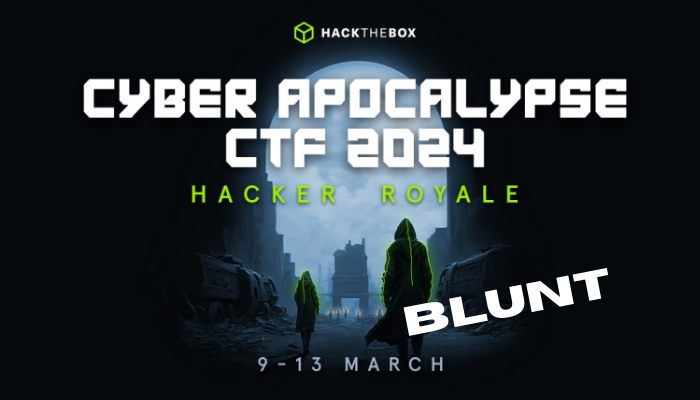 HACKTHEBOX
CYBER APOCALYPSE
CTF 2024
HACKER ROYALE
BLUNT
9-13 MARCH